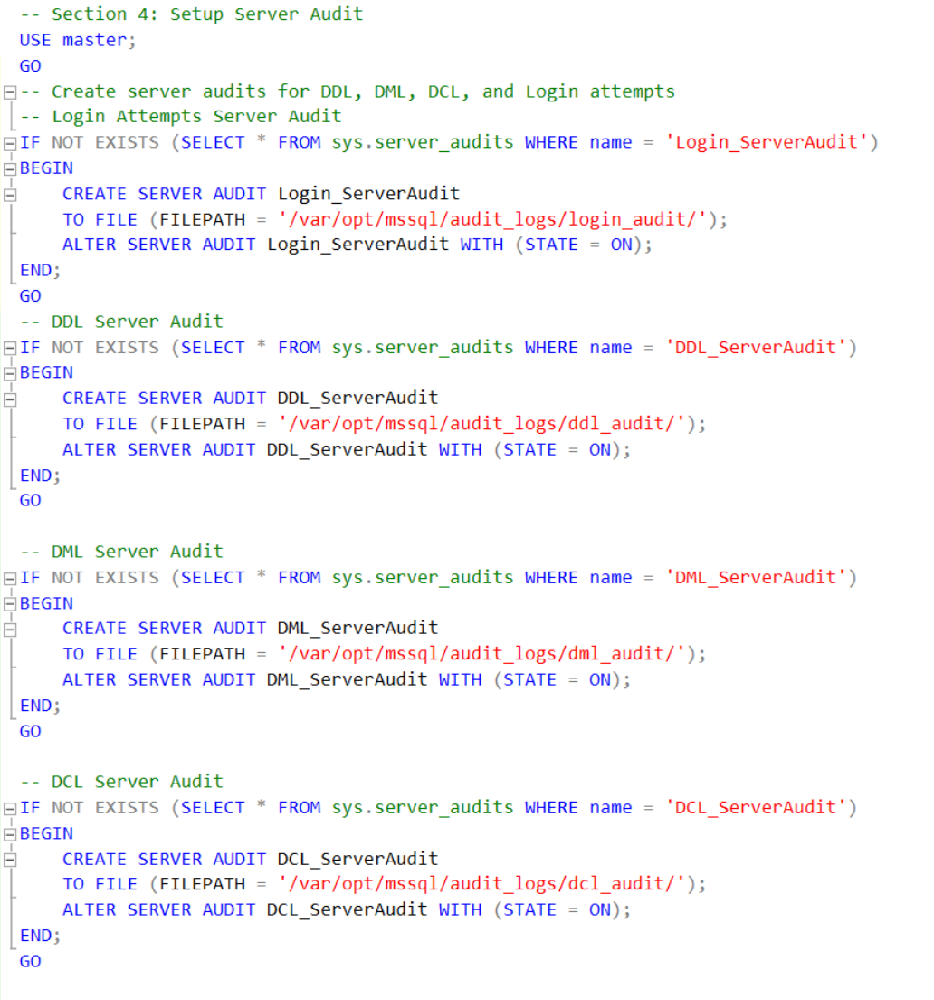 -- Section 4: Setup Server Audit
USE master;
GO
-- Create server audits for DDL, DML, DCL, and Login attempts
-- Login Attempts Server Audit
IF NOT EXISTS (SELECT * FROM sys.server_audits WHERE name = 'Login_ServerAudit')
BEGIN
    CREATE SERVER AUDIT Login_ServerAudit
    TO FILE (FILEPATH = '/var/opt/mssql/audit_logs/login_audit/');
    ALTER SERVER AUDIT Login_ServerAudit WITH (STATE = ON);
END;
GO
-- DDL Server Audit
IF NOT EXISTS (SELECT * FROM sys.server_audits WHERE name = 'DDL_ServerAudit')
BEGIN
    CREATE SERVER AUDIT DDL_ServerAudit
    TO FILE (FILEPATH = '/var/opt/mssql/audit_logs/ddl_audit/');
    ALTER SERVER AUDIT DDL_ServerAudit WITH (STATE = ON);
END;
GO

-- DML Server Audit
IF NOT EXISTS (SELECT * FROM sys.server_audits WHERE name = 'DML_ServerAudit')
BEGIN
    CREATE SERVER AUDIT DML_ServerAudit
    TO FILE (FILEPATH = '/var/opt/mssql/audit_logs/dml_audit/');
    ALTER SERVER AUDIT DML_ServerAudit WITH (STATE = ON);
END;
GO

-- DCL Server Audit
IF NOT EXISTS (SELECT * FROM sys.server_audits WHERE name = 'DCL_ServerAudit')
BEGIN
    CREATE SERVER AUDIT DCL_ServerAudit
    TO FILE (FILEPATH = '/var/opt/mssql/audit_logs/dcl_audit/');
    ALTER SERVER AUDIT DCL_ServerAudit WITH (STATE = ON);
END;
GO